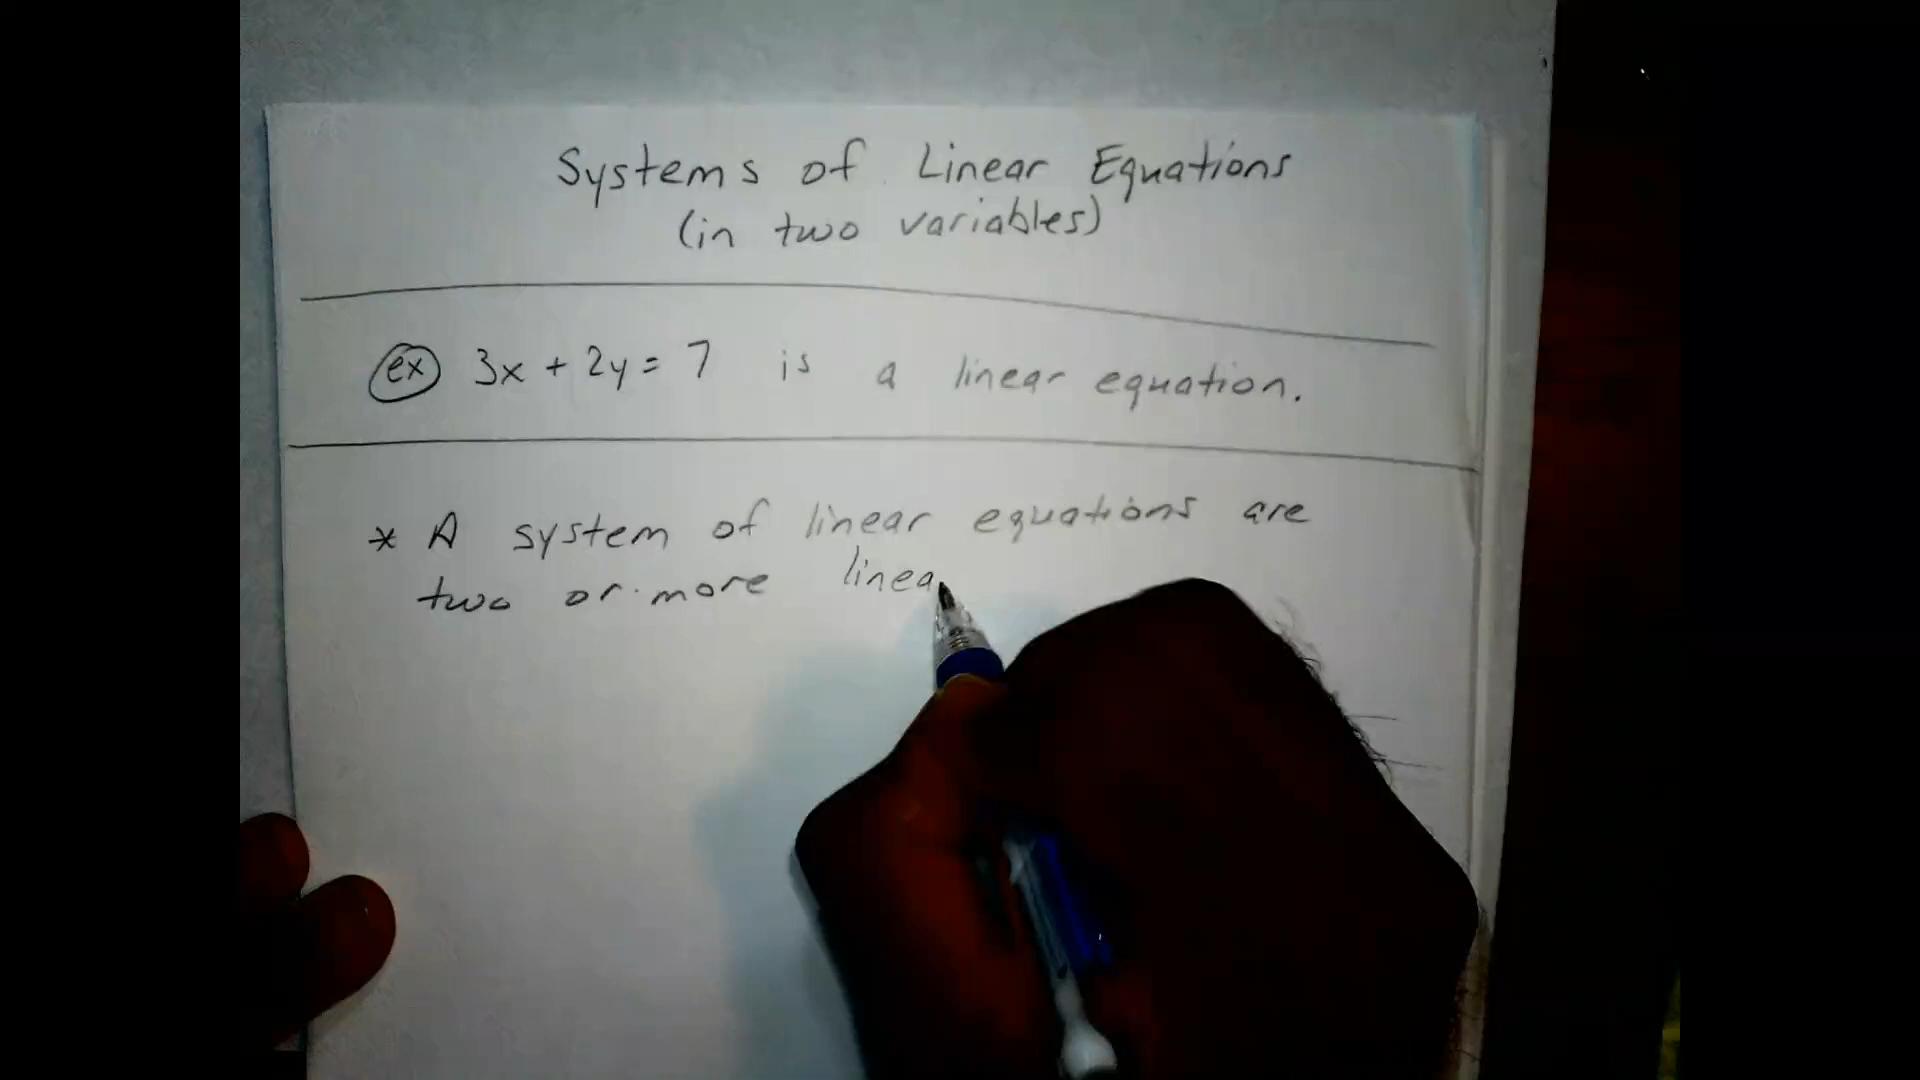 Systems of Linear Equations
(in two variables)
ex 3x + 2y = 7 is a linear equation.
* A system of linear equations are
two or more linea